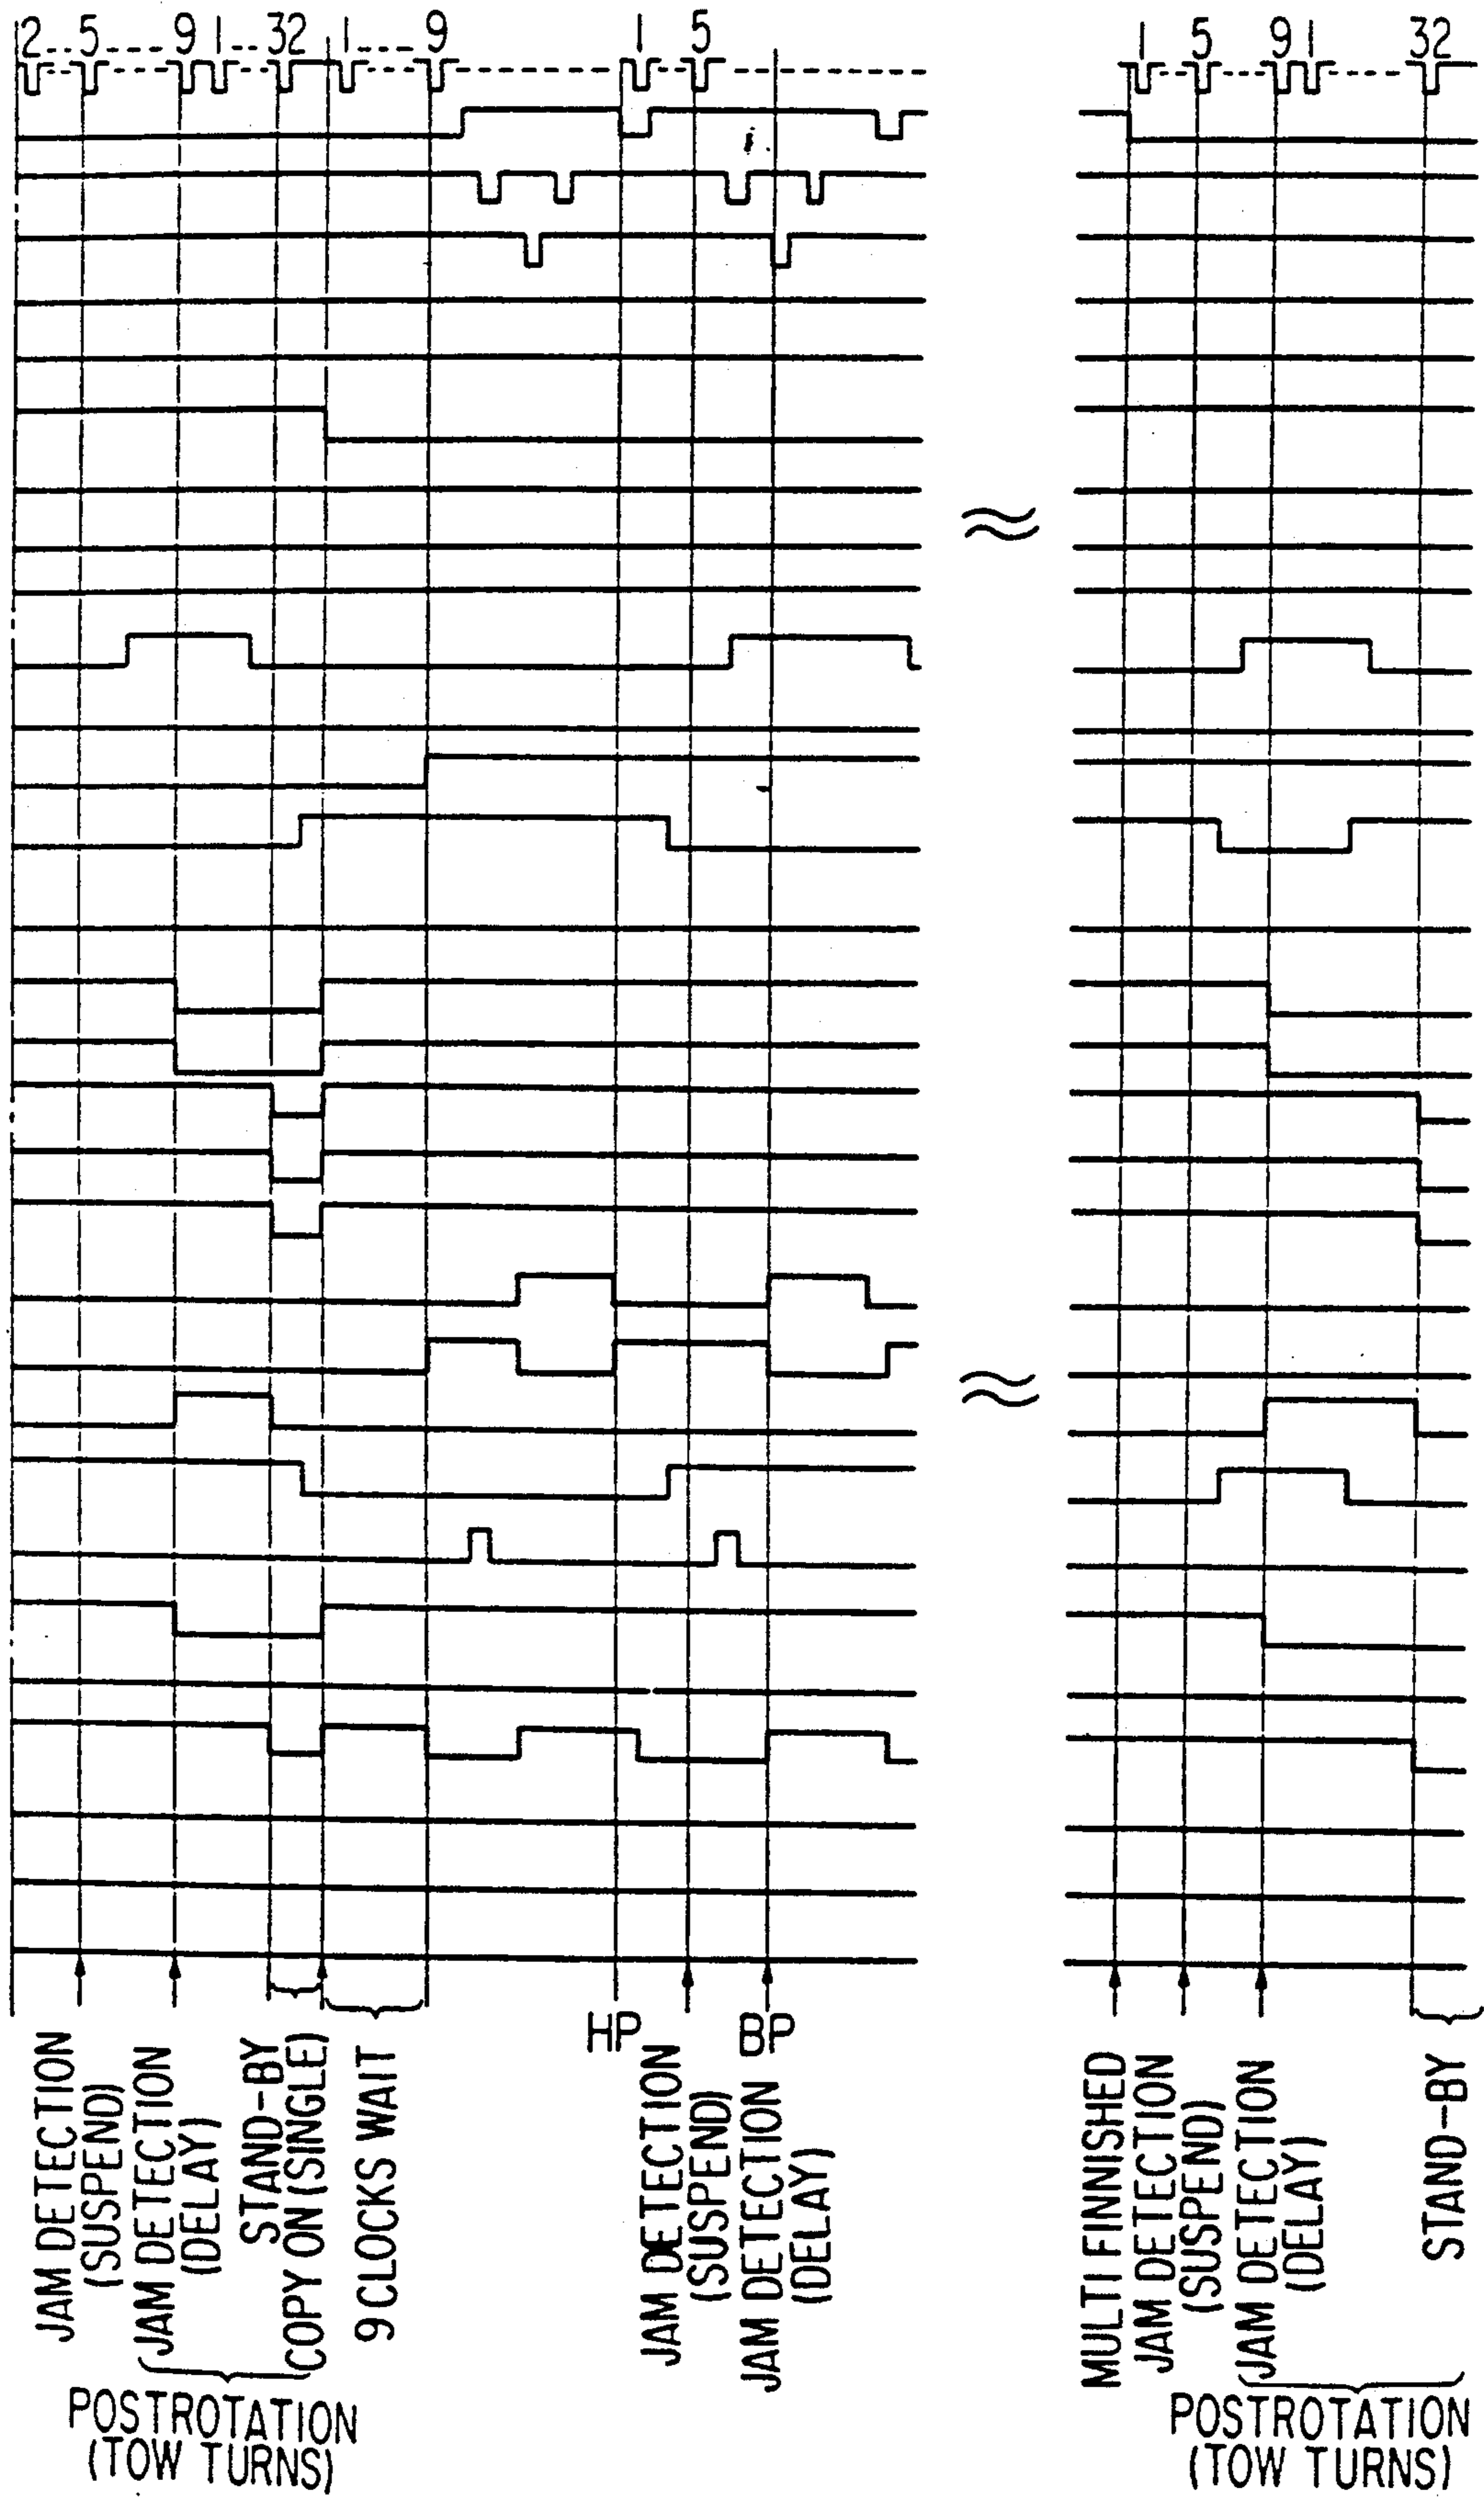 2--5----9 1--32 1----9 1 5 1 5 9 1 32
HP
BP
JAM DETECTION
(SUSPEND)
JAM DETECTION
(DELAY)
STAND-BY
COPY ON (SINGLE)
9 CLOCKS WAIT
JAM DETECTION
(SUSPEND)
JAM DETECTION
(DELAY)
MULTI FINNISHED
JAM DETECTION
(SUSPEND)
JAM DETECTION
(DELAY)
STAND-BY
POSTROTATION
(TOW TURNS)
POSTROTATION
(TOW TURNS)